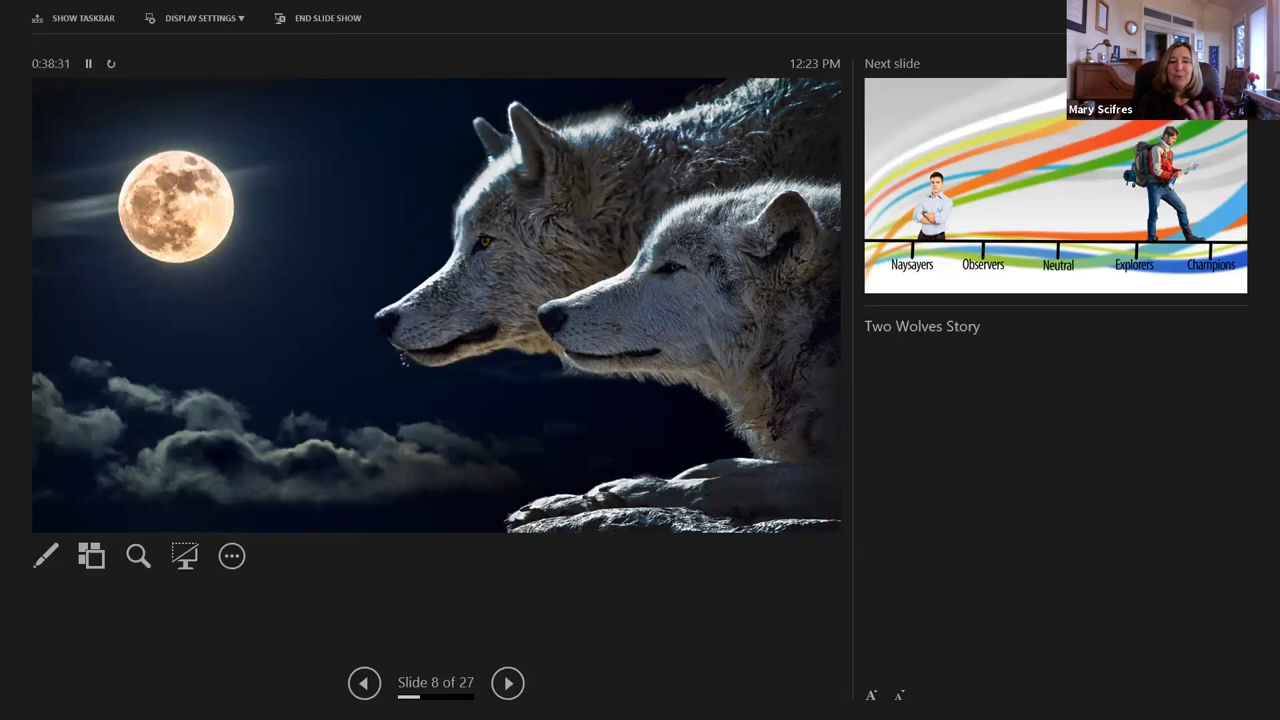 SHOW TASKBAR
DISPLAY SETTINGS ▼
END SLIDE SHOW
0:38:31
12:23 PM
Next slide
Mary Scifres
Naysayers
Observers
Neutral
Explorers
Champions
Two Wolves Story
Slide 8 of 27
A
A